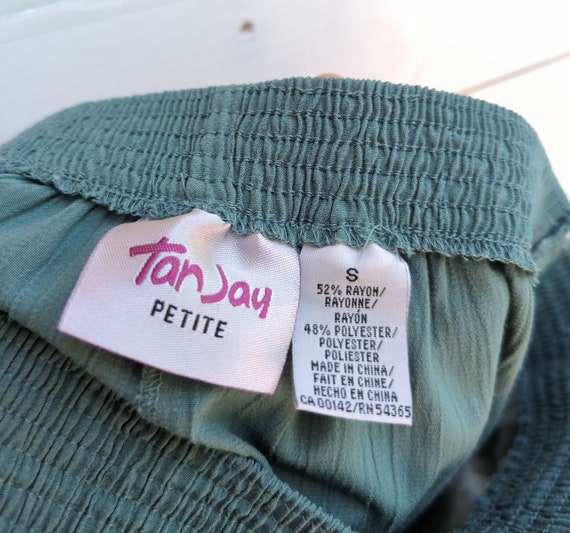 TanJay
PETITE
S
52% RAYON/
RAYONNE/
RAYÓN
48% POLYESTER/
POLYESTER/
POLIESTER
MADE IN CHINA/
FAIT EN CHINE/
HECHO EN CHINA
CA 00142/RN 54365